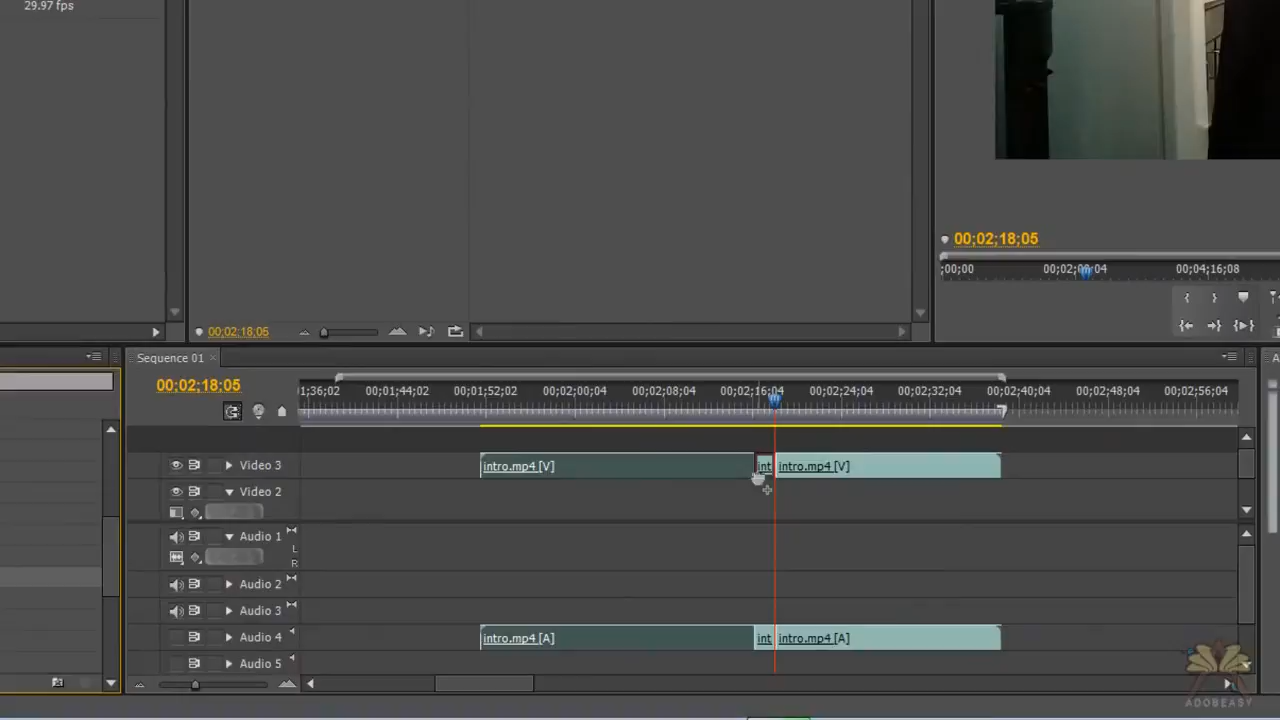 29.97 fps
00;02;18;05
;00;00 00;02;08;04 00;04;16;08
00;02;18;05
Sequence 01 ×
00;02;18;05
01;36;02 00;01;44;02 00;01;52;02 00;02;00;04 00;02;08;04 00;02;16;04 00;02;24;04 00;02;32;04 00;02;40;04 00;02;48;04 00;02;56;04
Video 3 intro.mp4 [V] int intro.mp4 [V]
Video 2
Audio 1
L
R
Audio 2
Audio 3
Audio 4 intro.mp4 [A] int intro.mp4 [A]
Audio 5
ADOBEASY